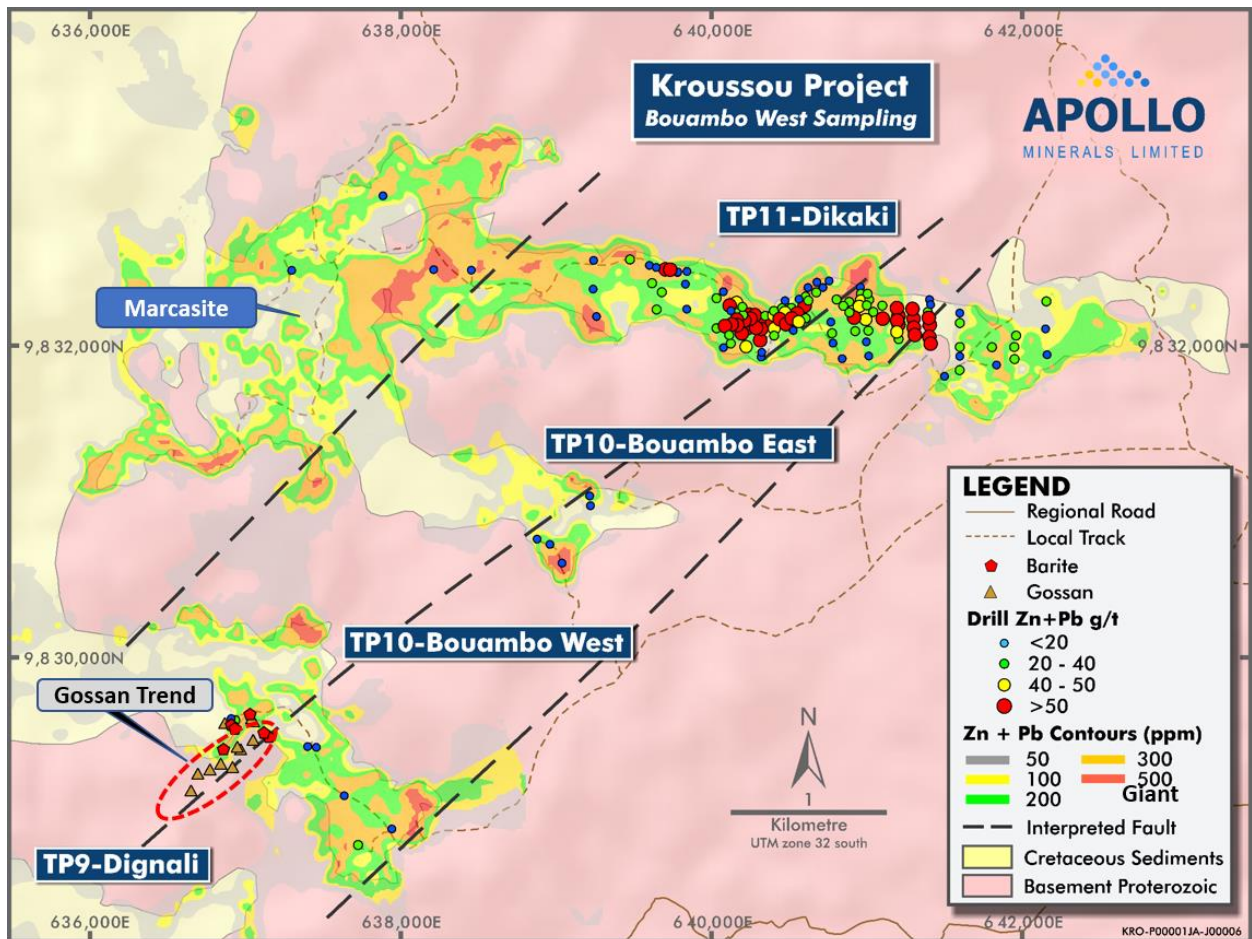 636,000E
638,000E
6 40,000E
6 42,000E
Kroussou Project
Bouambo West Sampling
APOLLO
MINERALS LIMITED
TP11-Dikaki
Marcasite
9,832,000N
9,832,000N
TP10-Bouambo East
TP10-Bouambo West
9,830,000N
Gossan Trend
TP9-Dignali
N
1
Kilometre
UTM zone 32 south
LEGEND
Regional Road
Local Track
Barite
Gossan
Drill Zn+Pb g/t
<20
20 - 40
40 - 50
>50
Zn + Pb Contours (ppm)
50 300
100 500
200 Giant
Interpreted Fault
Cretaceous Sediments
Basement Proterozoic
636,000E
638,000E
6 40,000E
6 42,000E
KRO-P00001JA-J00006